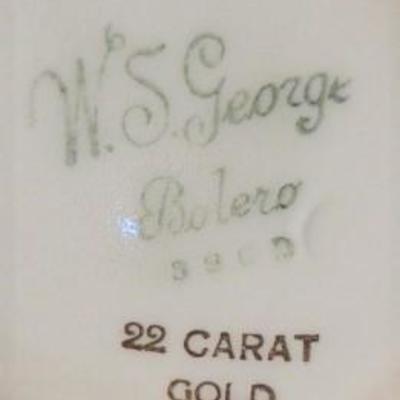 W.S. George
Bolero
22 CARAT
GOLD